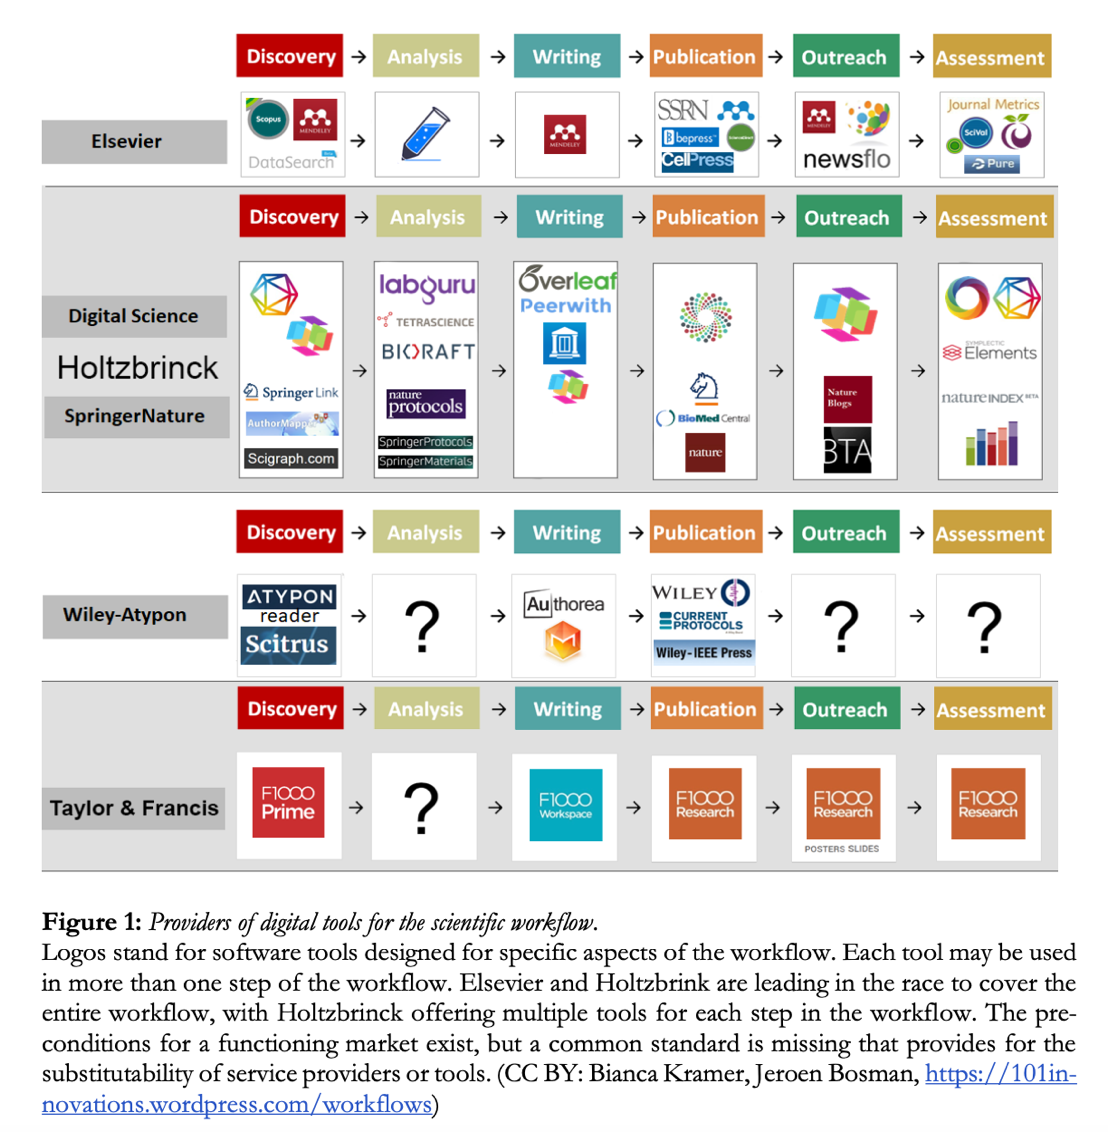 Discovery → Analysis → Writing → Publication → Outreach → Assessment
Elsevier
Scopus
MENDELEY
DataSearch
→
→
MENDELEY
→
SSRN
bepress
CellPress
→
MENDELEY
newsflo
→
Journal Metrics
SciVal
Pure
Discovery → Analysis → Writing → Publication → Outreach → Assessment
Digital Science
Holtzbrinck
SpringerNature
Springer Link
AuthorMapp
Scigraph.com
→
labguru
TETRASCIENCE
BIORAFT
nature
protocols
SpringerProtocols
SpringerMaterials
→
Overleaf
Peerwith
→
BioMed Central
nature
→
Nature
Blogs
BTA
→
SYMPLECTIC
Elements
natureINDEX BETA
Discovery → Analysis → Writing → Publication → Outreach → Assessment
Wiley-Atypon
ATYPON
reader
Scitrus
→
?
→
Authorea
→
WILEY
CURRENT
PROTOCOLS
Wiley-IEEE Press
→
?
→
?
Discovery → Analysis → Writing → Publication → Outreach → Assessment
Taylor & Francis
F1000
Prime
→
?
→
F1000
Workspace
→
F1000
Research
→
F1000
Research
POSTERS SLIDES
→
F1000
Research
Figure 1: Providers of digital tools for the scientific workflow.
Logos stand for software tools designed for specific aspects of the workflow. Each tool may be used
in more than one step of the workflow. Elsevier and Holtzbrink are leading in the race to cover the
entire workflow, with Holtzbrinck offering multiple tools for each step in the workflow. The pre-
conditions for a functioning market exist, but a common standard is missing that provides for the
substitutability of service providers or tools. (CC BY: Bianca Kramer, Jeroen Bosman, https://101in-
novations.wordpress.com/workflows)